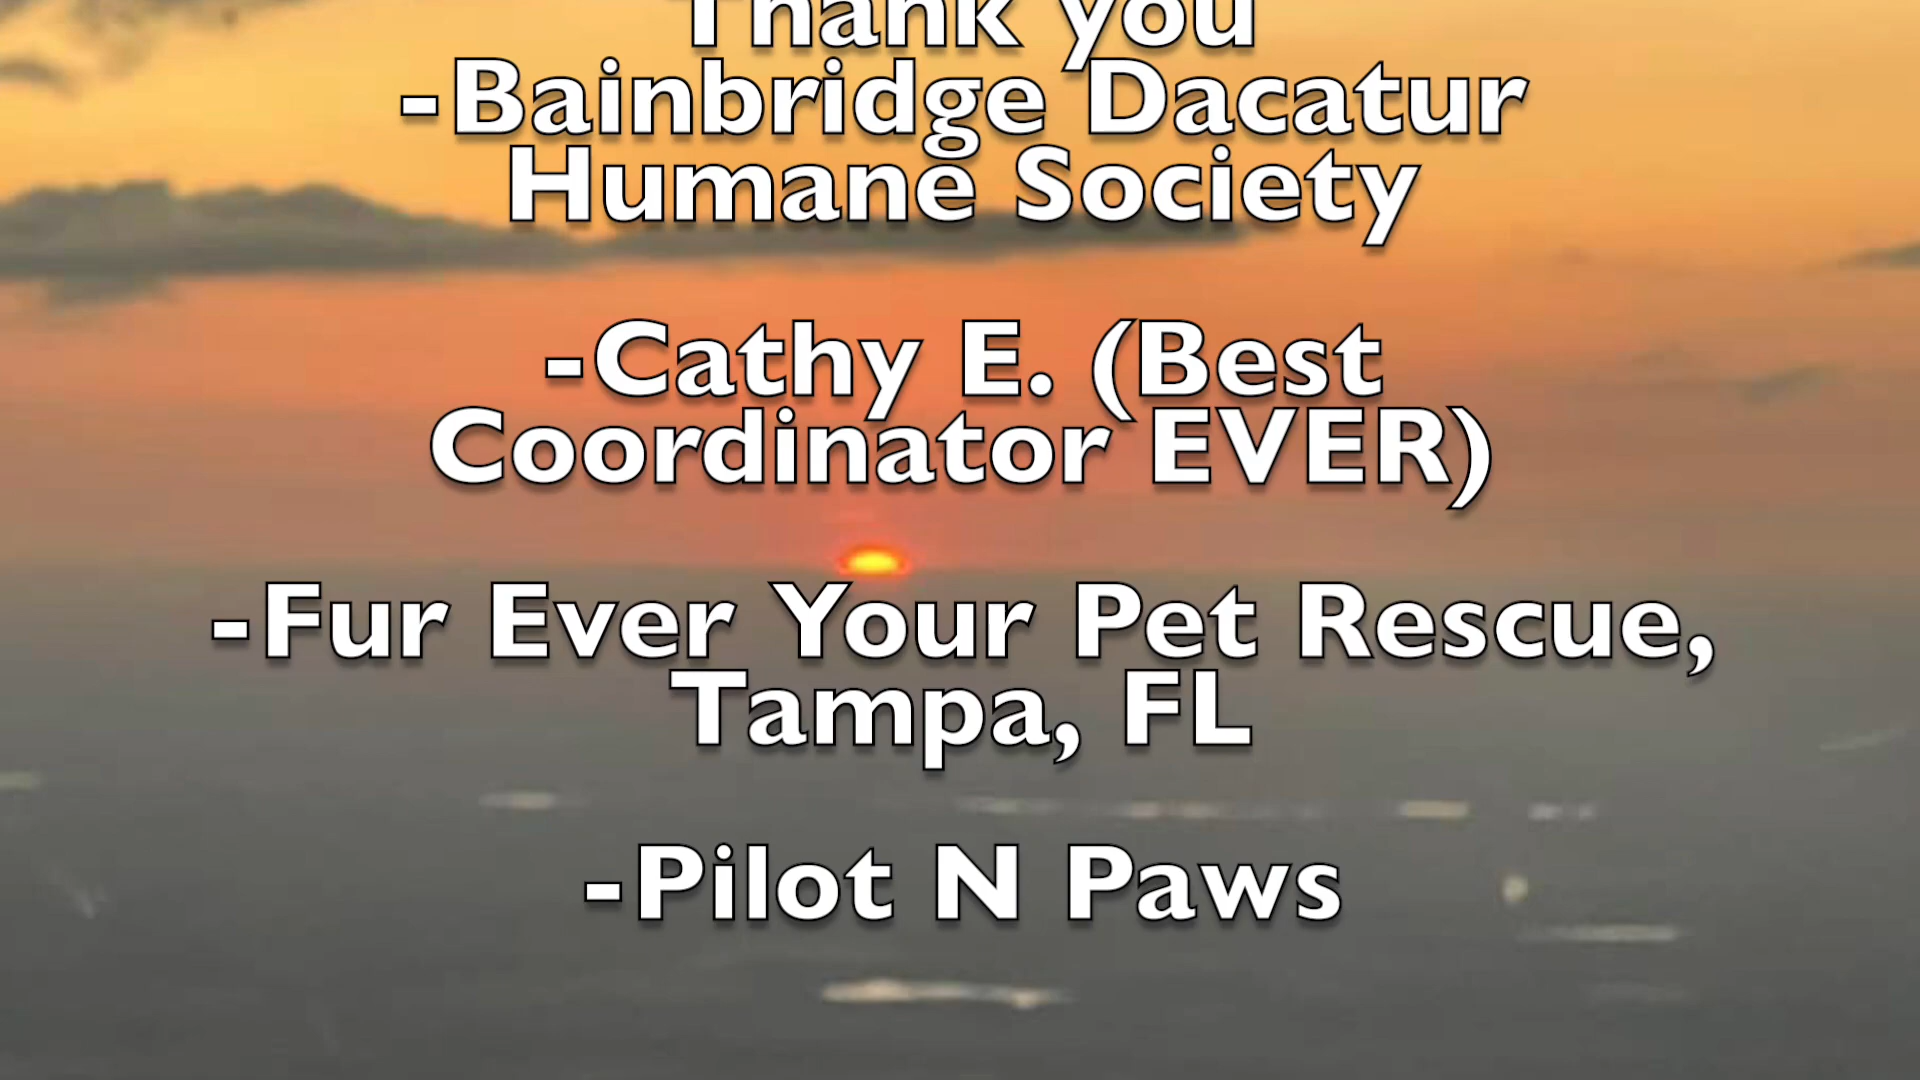 Thank you
-Bainbridge Dacatur
Humane Society
-Cathy E. (Best
Coordinator EVER)
-Fur Ever Your Pet Rescue,
Tampa, FL
-Pilot N Paws